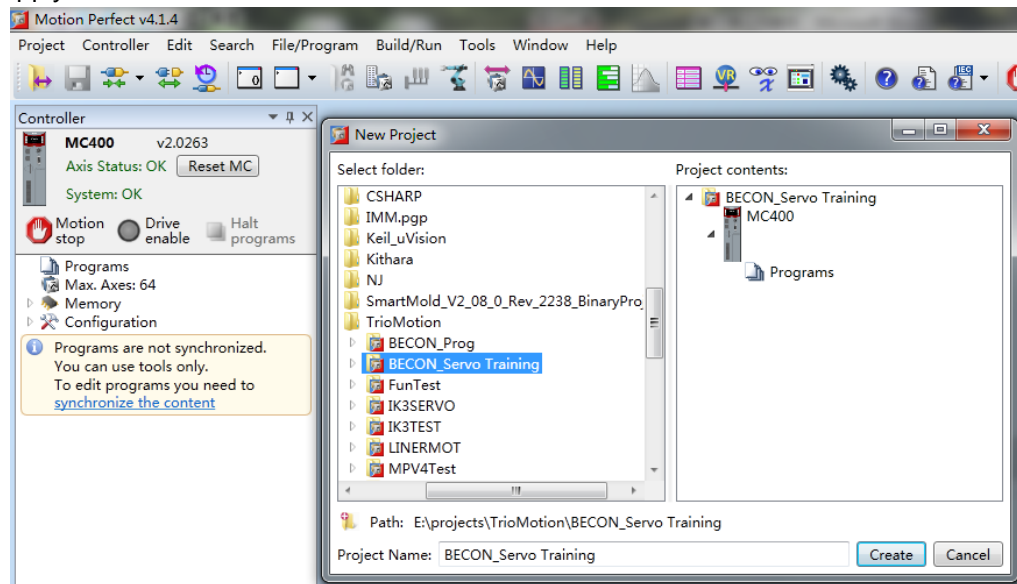 Motion Perfect v4.1.4
Project Controller Edit Search File/Program Build/Run Tools Window Help
Controller
MC400 v2.0263
Axis Status: OK Reset MC
System: OK
Motion stop
Drive enable
Halt programs
Programs
Max. Axes: 64
Memory
Configuration
Programs are not synchronized.
You can use tools only.
To edit programs you need to
synchronize the content
New Project
Select folder:
CSHARP
IMM.pgp
Keil_uVision
Kithara
NJ
SmartMold_V2_08_0_Rev_2238_BinaryPro
TrioMotion
BECON_Prog
BECON_Servo Training
FunTest
IK3SERVO
IK3TEST
LINERMOT
MPV4Test
Project contents:
BECON_Servo Training
MC400
Programs
Path: E:\projects\TrioMotion\BECON_Servo Training
Project Name: BECON_Servo Training
Create Cancel